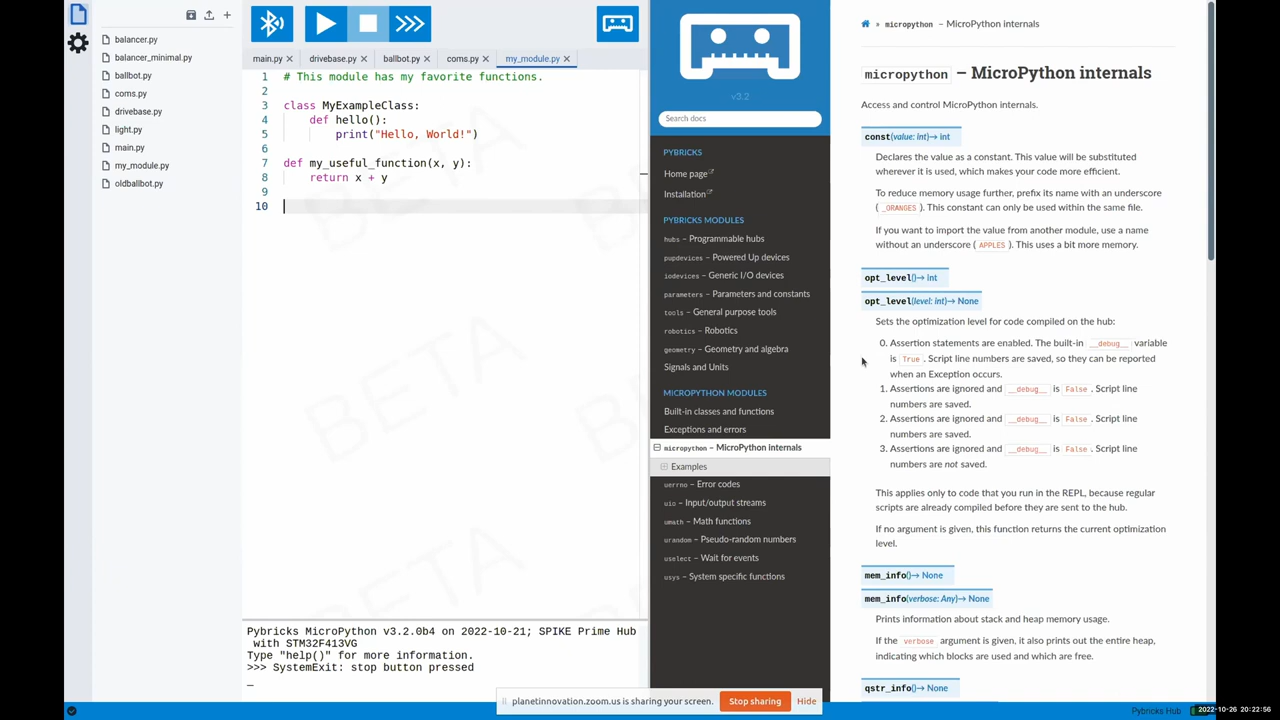 balancer.py
balancer_minimal.py
ballbot.py
coms.py
drivebase.py
light.py
main.py
my_module.py
oldballbot.py
main.py
drivebase.py
ballbot.py
coms.py
my_module.py
1 # This module has my favorite functions.
2
3 class MyExampleClass:
4 def hello():
5 print("Hello, World!")
6
7 def my_useful_function(x, y):
8 return x + y
9
10
BETA
BETA
BETA
BETA
BETA
BETA
Pybricks MicroPython v3.2.0b4 on 2022-10-21; SPIKE Prime Hub
with STM32F413VG
Type "help()" for more information.
>>> SystemExit: stop button pressed
v3.2
Search docs
PYBRICKS
Home page
Installation
PYBRICKS MODULES
hubs – Programmable hubs
pupdevices – Powered Up devices
iodevices – Generic I/O devices
parameters – Parameters and constants
tools – General purpose tools
robotics – Robotics
geometry – Geometry and algebra
Signals and Units
MICROPYTHON MODULES
Built-in classes and functions
Exceptions and errors
micropython – MicroPython internals
Examples
uerrno – Error codes
uio – Input/output streams
umath – Math functions
urandom – Pseudo-random numbers
uselect – Wait for events
usys – System specific functions
» micropython – MicroPython internals
micropython – MicroPython internals
Access and control MicroPython internals.
const(value: int)→ int
Declares the value as a constant. This value will be substituted
wherever it is used, which makes your code more efficient.
To reduce memory usage further, prefix its name with an underscore
( _ORANGES ). This constant can only be used within the same file.
If you want to import the value from another module, use a name
without an underscore ( APPLES ). This uses a bit more memory.
opt_level()→ int
opt_level(level: int)→ None
Sets the optimization level for code compiled on the hub:
0. Assertion statements are enabled. The built-in __debug__ variable
is True . Script line numbers are saved, so they can be reported
when an Exception occurs.
1. Assertions are ignored and __debug__ is False . Script line
numbers are saved.
2. Assertions are ignored and __debug__ is False . Script line
numbers are saved.
3. Assertions are ignored and __debug__ is False . Script line
numbers are not saved.
This applies only to code that you run in the REPL, because regular
scripts are already compiled before they are sent to the hub.
If no argument is given, this function returns the current optimization
level.
mem_info()→ None
mem_info(verbose: Any)→ None
Prints information about stack and heap memory usage.
If the verbose argument is given, it also prints out the entire heap,
indicating which blocks are used and which are free.
qstr_info()→ None
planetinnovation.zoom.us is sharing your screen.
Stop sharing
Hide
Pybricks Hub
2022-10-26 20:22:56